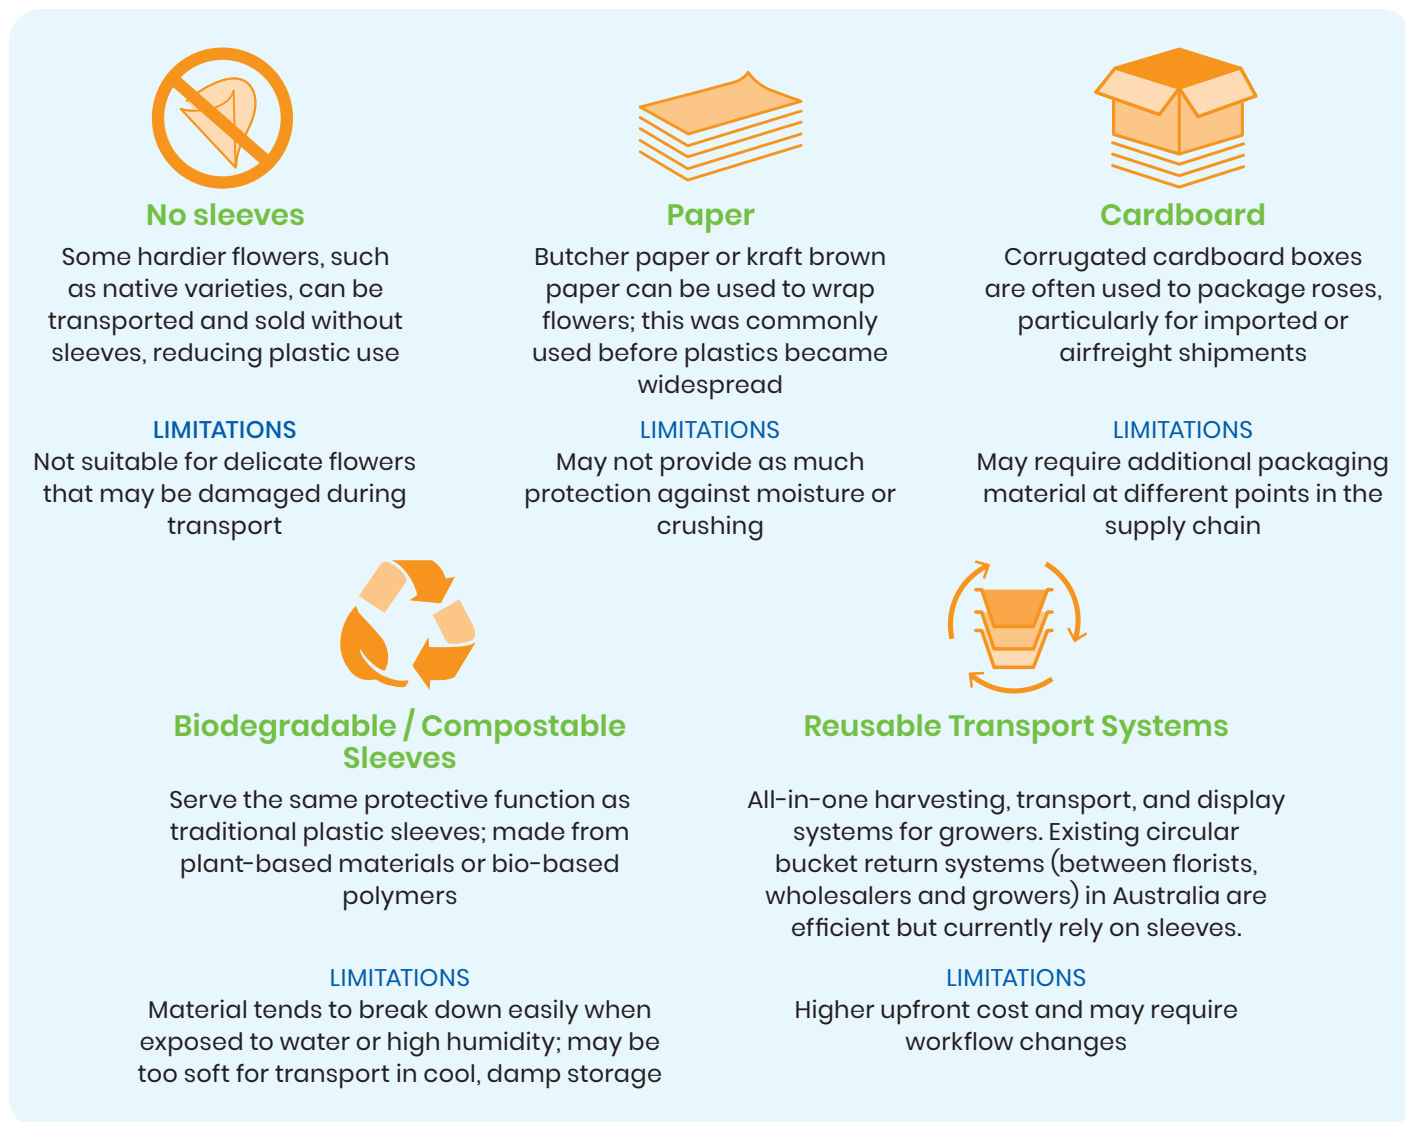 No sleeves
Some hardier flowers, such
as native varieties, can be
transported and sold without
sleeves, reducing plastic use
LIMITATIONS
Not suitable for delicate flowers
that may be damaged during
transport
Paper
Butcher paper or kraft brown
paper can be used to wrap
flowers; this was commonly
used before plastics became
widespread
LIMITATIONS
May not provide as much
protection against moisture or
crushing
Cardboard
Corrugated cardboard boxes
are often used to package roses,
particularly for imported or
airfreight shipments
LIMITATIONS
May require additional packaging
material at different points in the
supply chain
Biodegradable / Compostable
Sleeves
Serve the same protective function as
traditional plastic sleeves; made from
plant-based materials or bio-based
polymers
LIMITATIONS
Material tends to break down easily when
exposed to water or high humidity; may be
too soft for transport in cool, damp storage
Reusable Transport Systems
All-in-one harvesting, transport, and display
systems for growers. Existing circular
bucket return systems (between florists,
wholesalers and growers) in Australia are
efficient but currently rely on sleeves.
LIMITATIONS
Higher upfront cost and may require
workflow changes